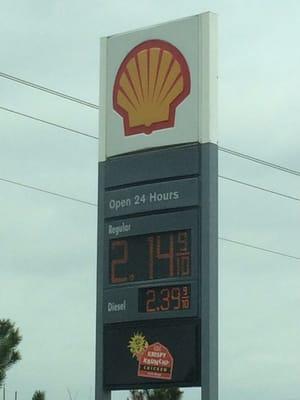 Open 24 Hours
Regular
2.14 9/10
Diesel 2.39 9/10
KRISPY
KRUNCHY
CHICKEN